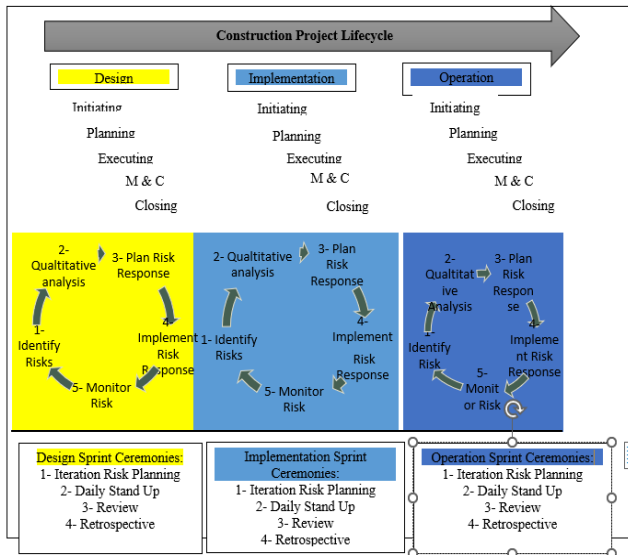 Construction Project Lifecycle
Design
Initiating
Planning
Executing
M & C
Closing
Implementation
Initiating
Planning
Executing
M & C
Closing
Operation
Initiating
Planning
Executing
M & C
Closing
2-
Qualtitative
analysis
3- Plan Risk
Response
4-
Implement
Risk
Response
5- Monitor
Risk
1-
Identify
Risks
2- Qualtitative
analysis
3- Plan Risk
Response
4-
Implement
Risk
Response
5- Monitor
Risk
1- Identify
Risks
2-
Qualtitat
ive
Analysis
3- Plan
Risk
Respon
se
4-
Impleme
nt Risk
Response
5-
Monit
or Risk
1-
Identify
Risk
Design Sprint Ceremonies:
1- Iteration Risk Planning
2- Daily Stand Up
3- Review
4- Retrospective
Implementation Sprint
Ceremonies:
1- Iteration Risk Planning
2- Daily Stand Up
3- Review
4- Retrospective
Operation Sprint Ceremonies:
1- Iteration Risk Planning
2- Daily Stand Up
3- Review
4- Retrospective